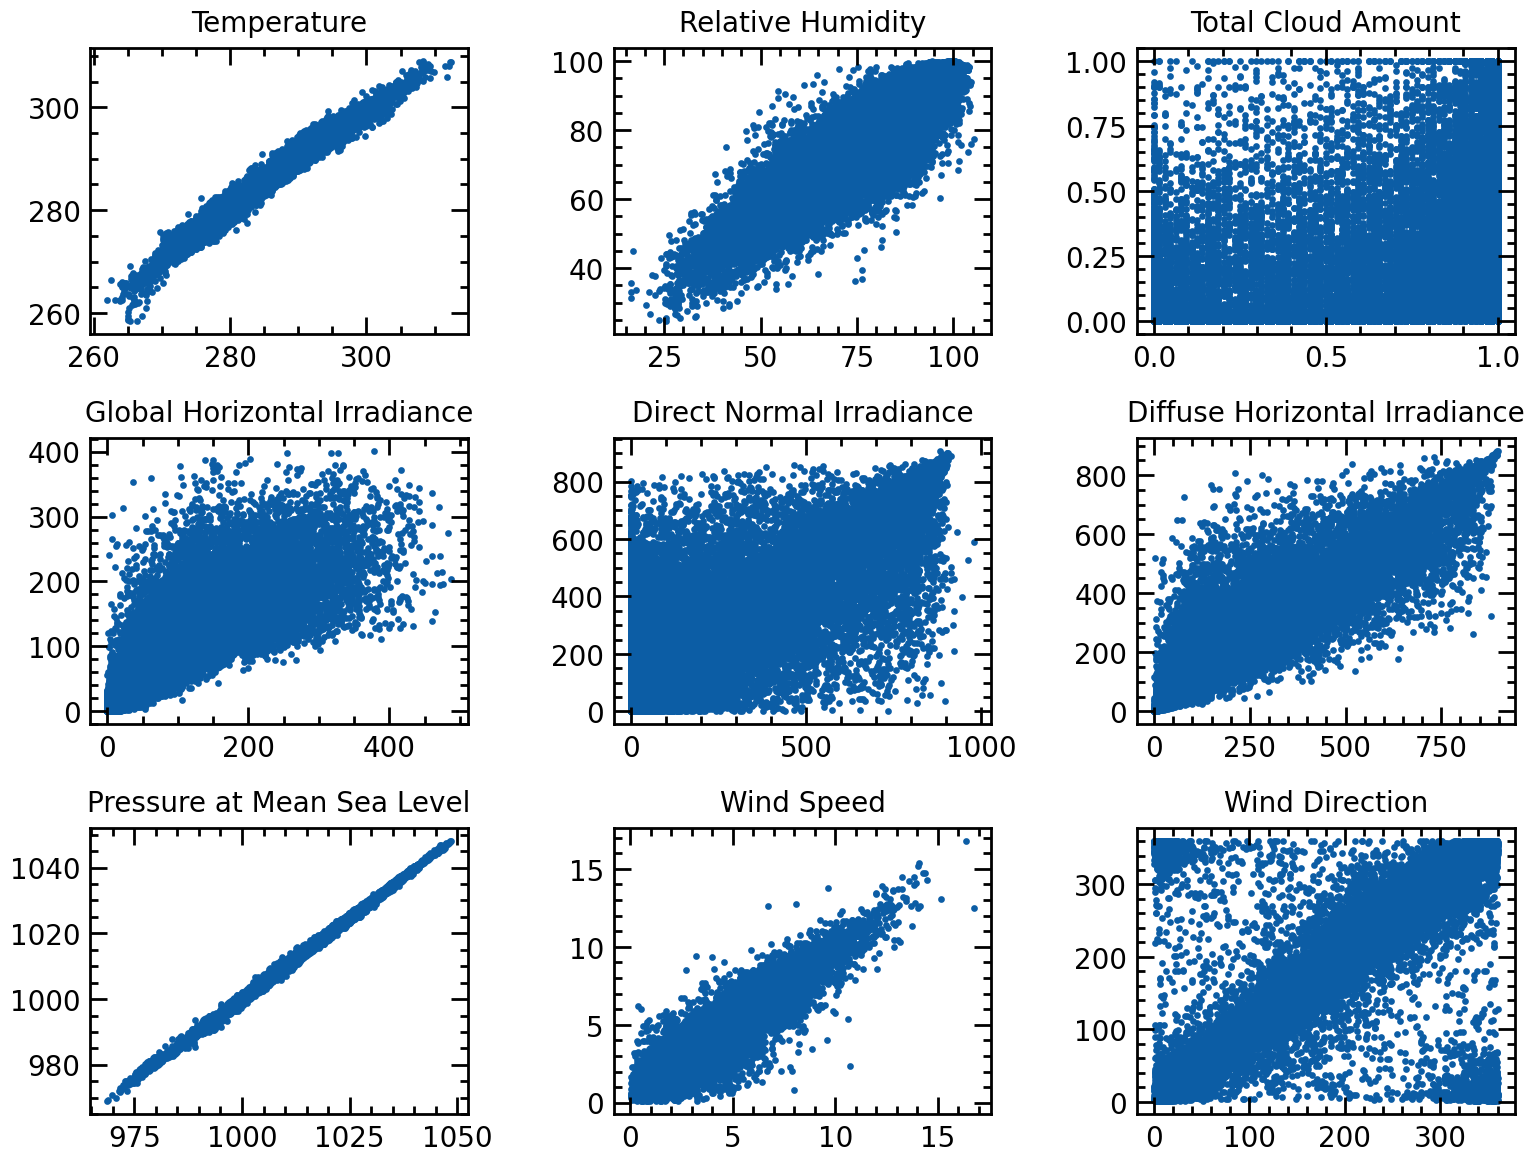 Temperature
Relative Humidity
Total Cloud Amount
300
280
260
260 280 300
100
80
60
40
25 50 75 100
1.00
0.75
0.50
0.25
0.00
0.0 0.5 1.0
Global Horizontal Irradiance
Direct Normal Irradiance
Diffuse Horizontal Irradiance
400
300
200
100
0
0 200 400
800
600
400
200
0
0 500 1000
800
600
400
200
0
0 250 500 750
Pressure at Mean Sea Level
Wind Speed
Wind Direction
1040
1020
1000
980
975 1000 1025 1050
15
10
5
0
0 5 10 15
300
200
100
0
0 100 200 300